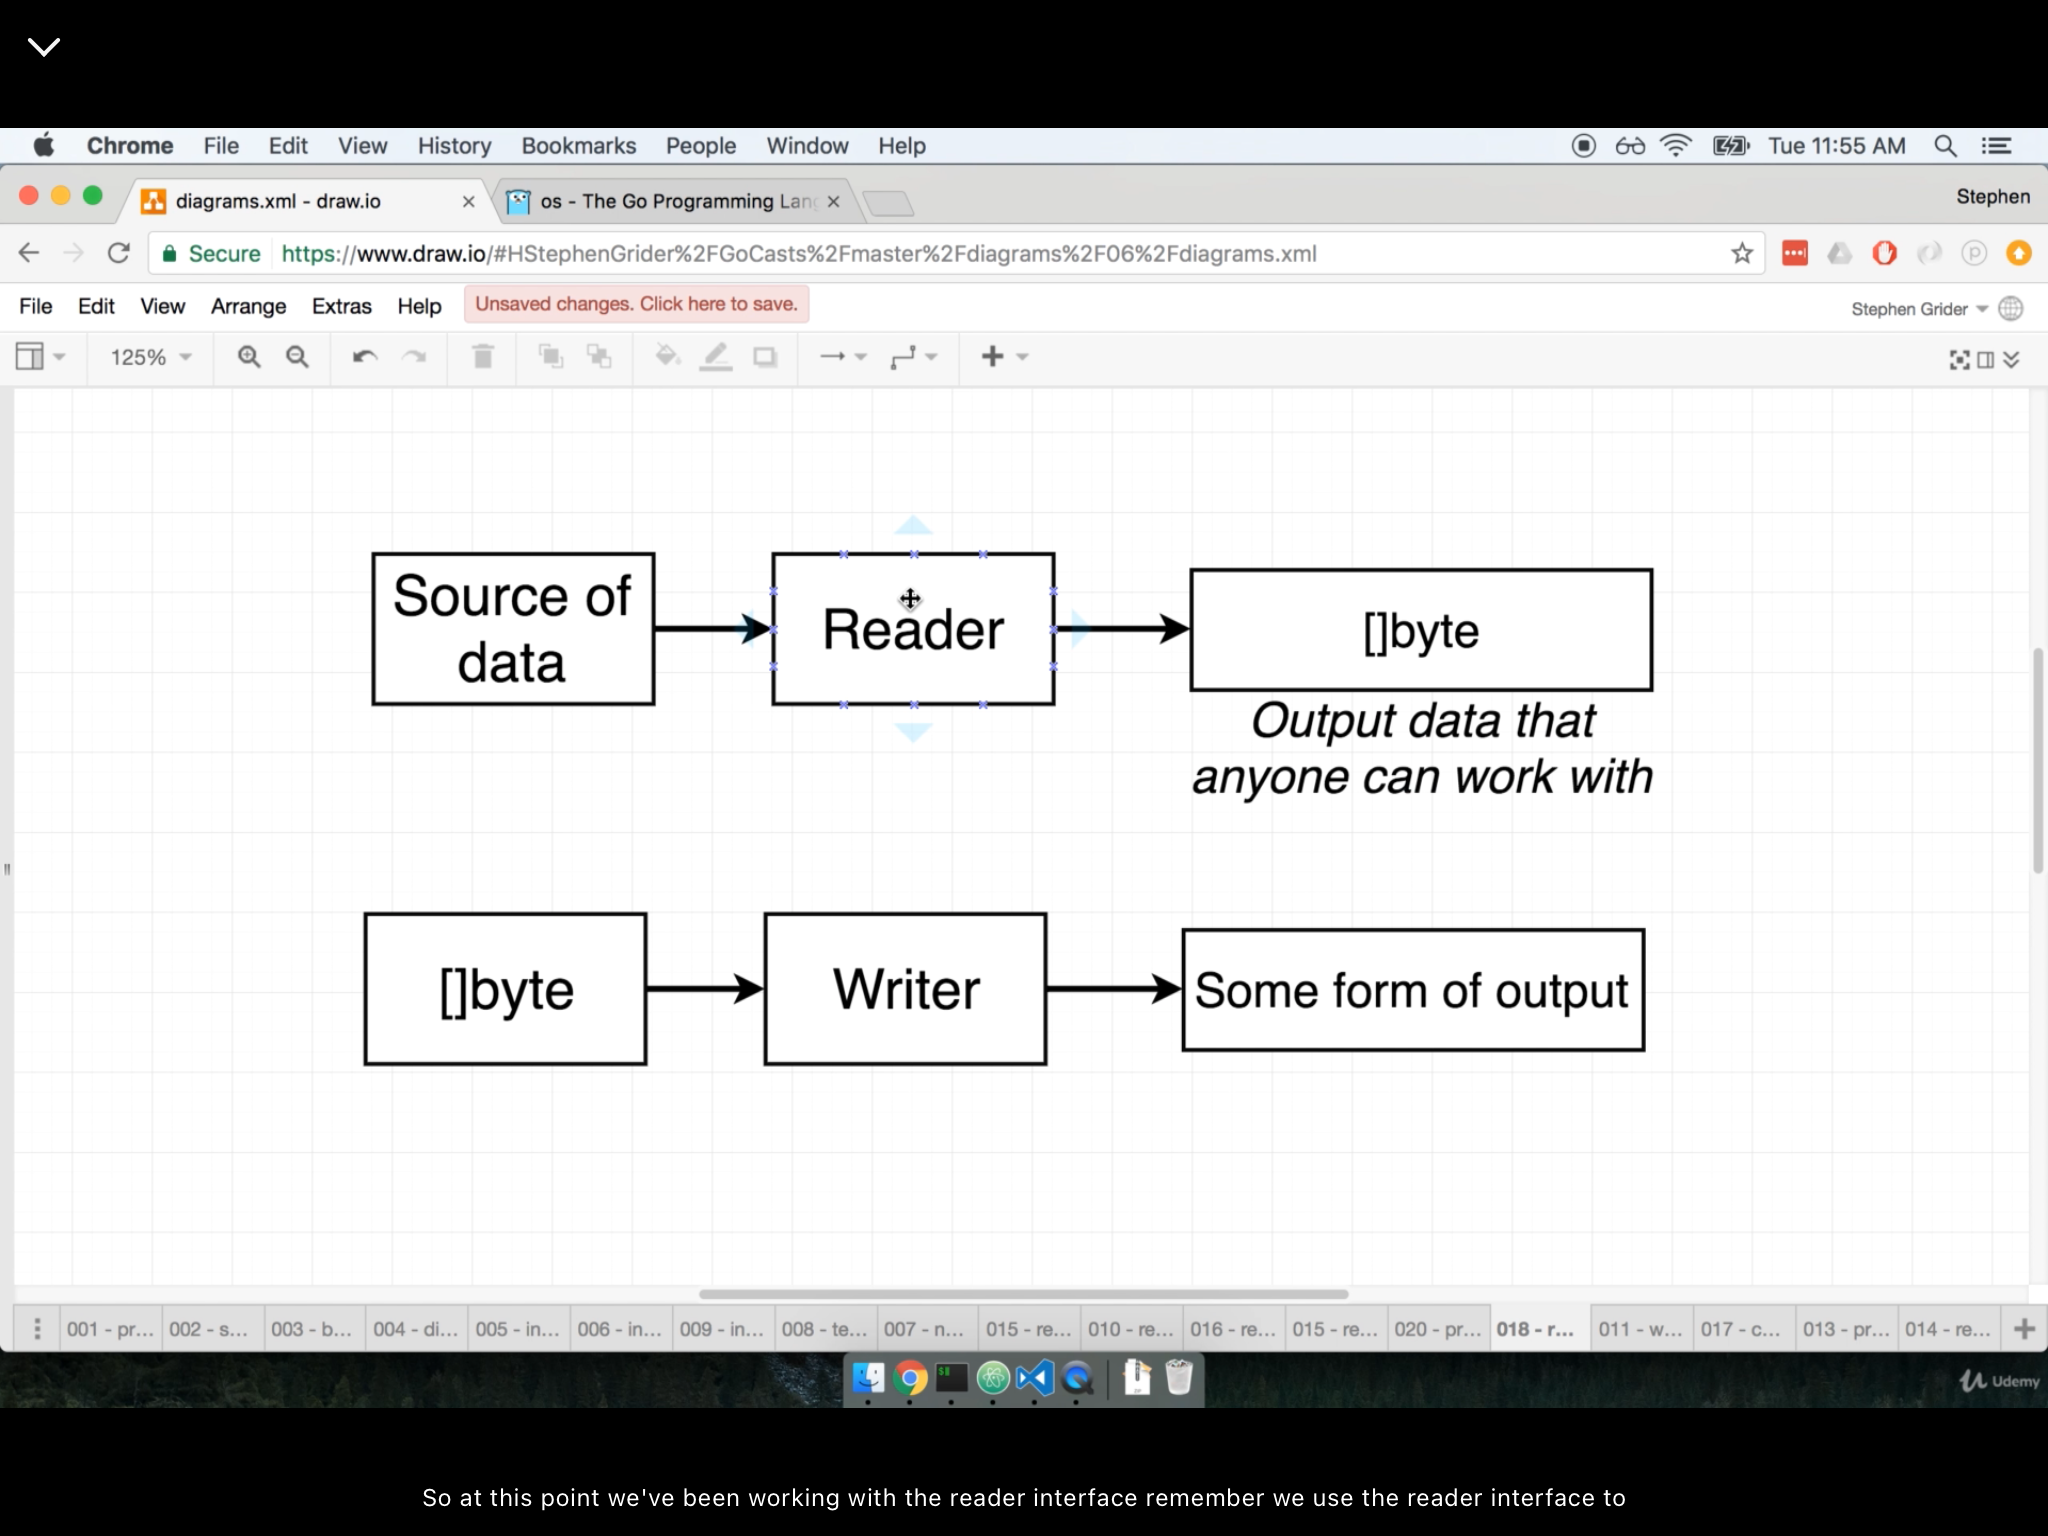 Chrome File Edit View History Bookmarks People Window Help Tue 11:55 AM
diagrams.xml - draw.io os - The Go Programming Lan Stephen
Secure https://www.draw.io/#HStephenGrider%2FGoCasts%2Fmaster%2Fdiagrams%2F06%2Fdiagrams.xml
File Edit View Arrange Extras Help Unsaved changes. Click here to save. Stephen Grider
125%
Source of
data
Reader
[]byte
Output data that
anyone can work with
[]byte
Writer
Some form of output
001 - pr... 002 - s... 003 - b... 004 - di... 005 - in... 006 - in... 009 - in... 008 - te... 007 - n... 015 - re... 010 - re... 016 - re... 015 - re... 020 - pr... 018 - r... 011 - w... 017 - c... 013 - pr... 014 - re...
Udemy
So at this point we've been working with the reader interface remember we use the reader interface to